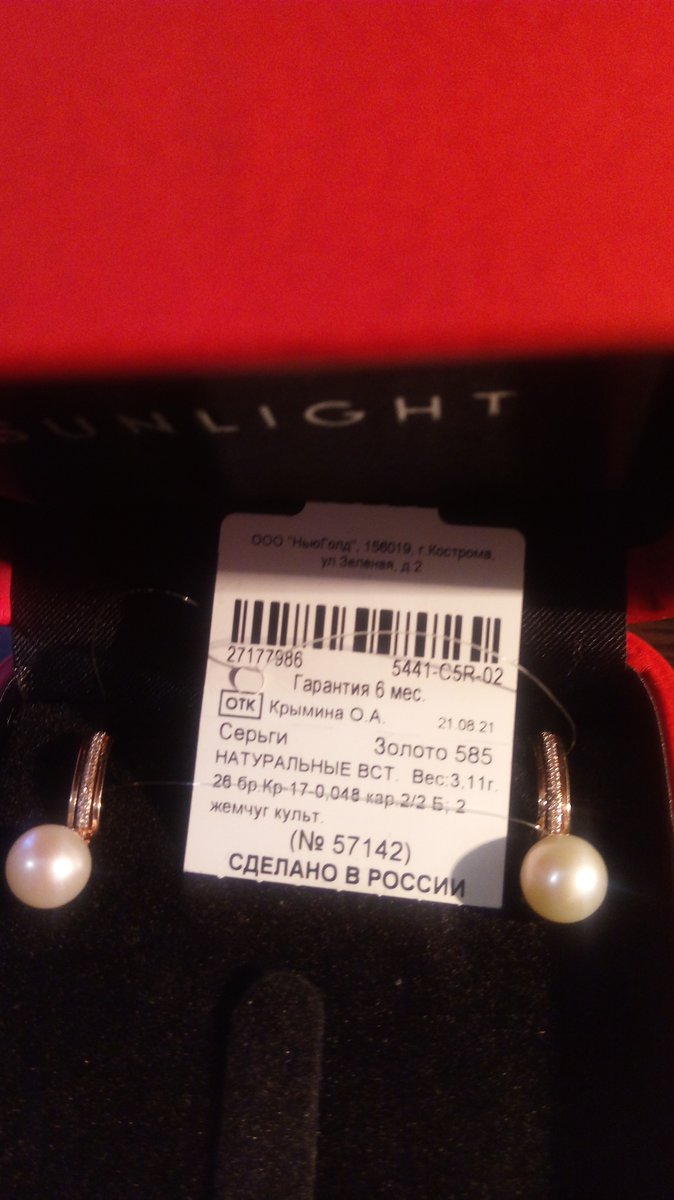 SUNLIGHT
ООО "НьюГолд", 156019, г.Кострома,
ул Зеленая, д 2
27177986 5441-C5R-02
Гарантия 6 мес.
ОТК Крымина О.А. 21.08.21
Серьги Золото 585
НАТУРАЛЬНЫЕ ВСТ. Вес:3,11г.
26 бр.Кр-17-0,048 кар 2/2 Б; 2
жемчуг культ.
(№ 57142)
СДЕЛАНО В РОССИИ